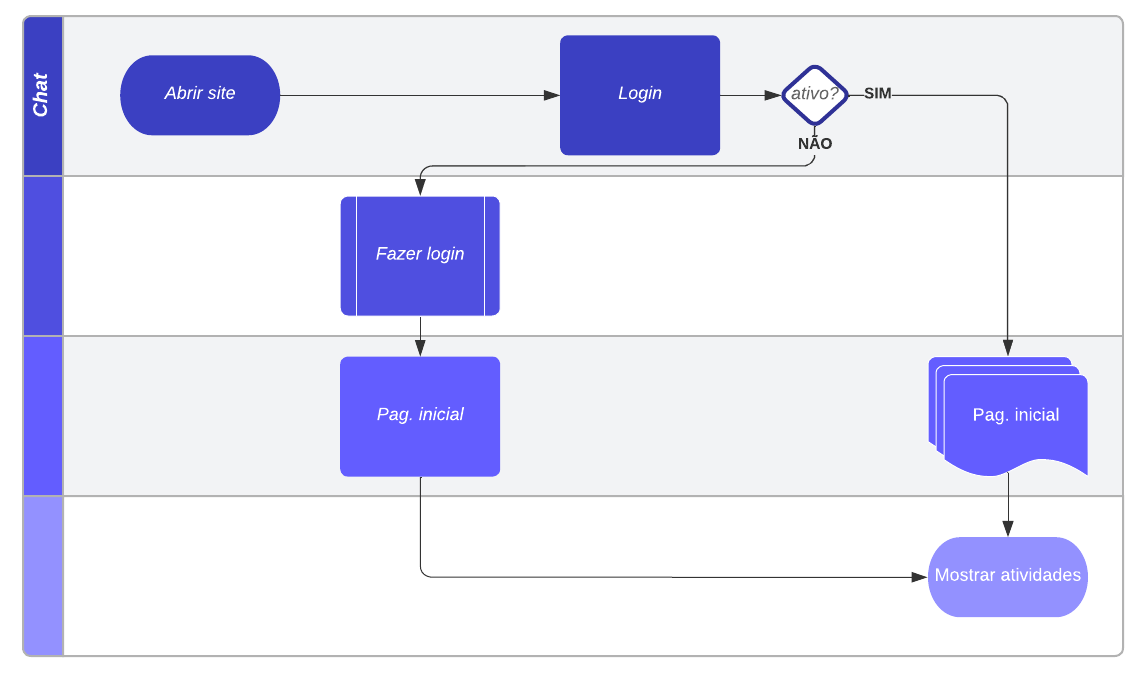 Chat
Abrir site
Login
ativo?
SIM
NÃO
Fazer login
Pag. inicial
Pag. inicial
Mostrar atividades